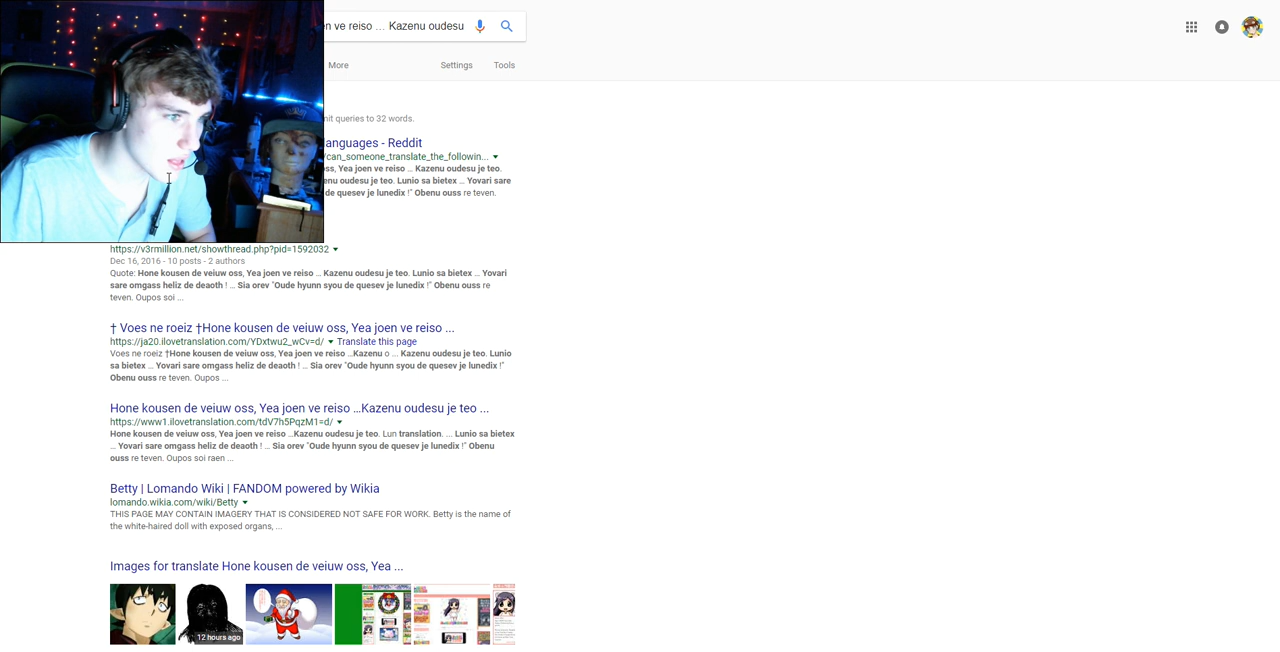 en ve reiso ... Kazenu oudesu
More Settings Tools
mit queries to 32 words.
languages - Reddit
/can_someone_translate_the_followin...
oss, Yea joen ve reiso ... Kazenu oudesu je teo.
enu oudesu je teo. Lunio sa bietex ... Yovari sare
de quesev je lunedix !" Obenu ouss re teven.
https://v3rmillion.net/showthread.php?pid=1592032
Dec 16, 2016 - 10 posts - 2 authors
Quote: Hone kousen de veiuw oss, Yea joen ve reiso ... Kazenu oudesu je teo. Lunio sa bietex ... Yovari
sare omgass heliz de deaoth ! ... Sia orev "Oude hyunn syou de quesev je lunedix !" Obenu ouss re
teven. Oupos soi ...
† Voes ne roeiz †Hone kousen de veiuw oss, Yea joen ve reiso ...
https://ja20.ilovetranslation.com/YDxtwu2_wCv=d/ Translate this page
Voes ne roeiz †Hone kousen de veiuw oss, Yea joen ve reiso ...Kazenu o ... Kazenu oudesu je teo. Lunio
sa bietex ... Yovari sare omgass heliz de deaoth ! ... Sia orev "Oude hyunn syou de quesev je lunedix !"
Obenu ouss re teven. Oupos ...
Hone kousen de veiuw oss, Yea joen ve reiso ...Kazenu oudesu je teo ...
https://www1.ilovetranslation.com/tdV7h5PqzM1=d/
Hone kousen de veiuw oss, Yea joen ve reiso ...Kazenu oudesu je teo. Lun translation. ... Lunio sa bietex
... Yovari sare omgass heliz de deaoth ! ... Sia orev "Oude hyunn syou de quesev je lunedix !" Obenu
ouss re teven. Oupos soi raen ...
Betty | Lomando Wiki | FANDOM powered by Wikia
lomando.wikia.com/wiki/Betty
THIS PAGE MAY CONTAIN IMAGERY THAT IS CONSIDERED NOT SAFE FOR WORK. Betty is the name of
the white-haired doll with exposed organs, ...
Images for translate Hone kousen de veiuw oss, Yea ...
12 hours ago